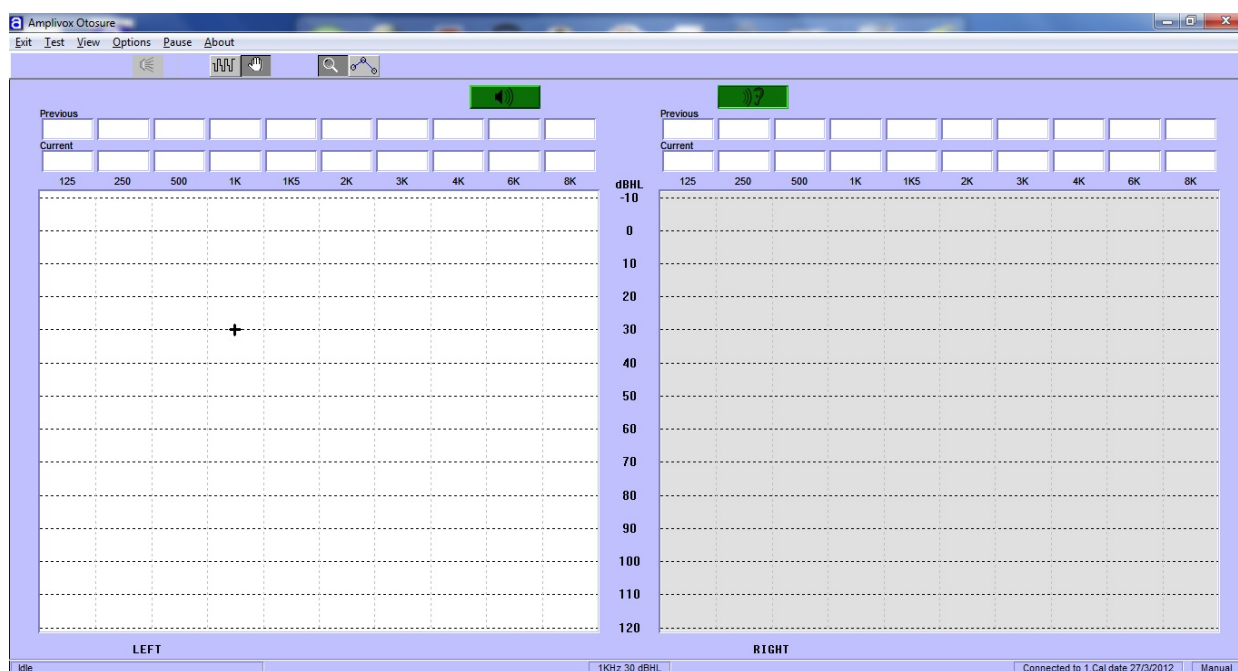 a Amplivox Otosure
Exit Test View Options Pause About
Previous Previous
Current Current
125 250 500 1K 1K5 2K 3K 4K 6K 8K dBHL 125 250 500 1K 1K5 2K 3K 4K 6K 8K
-10
0
10
20
30
40
50
60
70
80
90
100
110
120
LEFT RIGHT
Idle 1KHz 30 dBHL Connected to 1 Cal date 27/3/2012 Manual